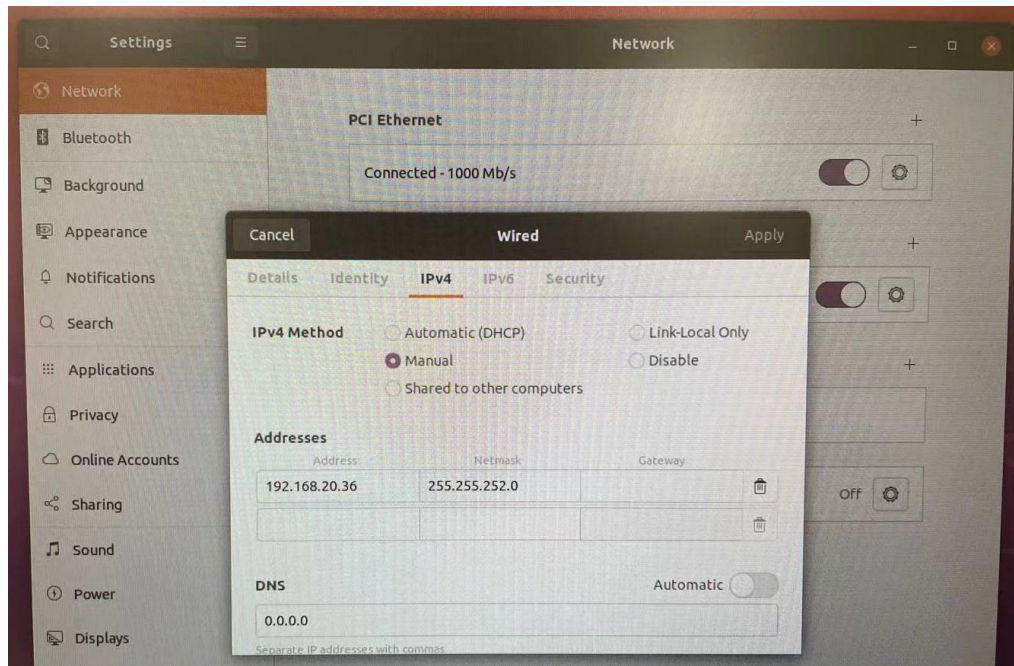 Settings
Network
Network
Bluetooth
Background
Appearance
Notifications
Search
Applications
Privacy
Online Accounts
Sharing
Sound
Power
Displays
PCI Ethernet
Connected - 1000 Mb/s
Off
Cancel
Wired
Apply
Details Identity IPv4 IPv6 Security
IPv4 Method
Automatic (DHCP)
Link-Local Only
Manual
Disable
Shared to other computers
Addresses
Address Netmask Gateway
192.168.20.36 255.255.252.0
DNS
Automatic
0.0.0.0
Separate IP addresses with commas